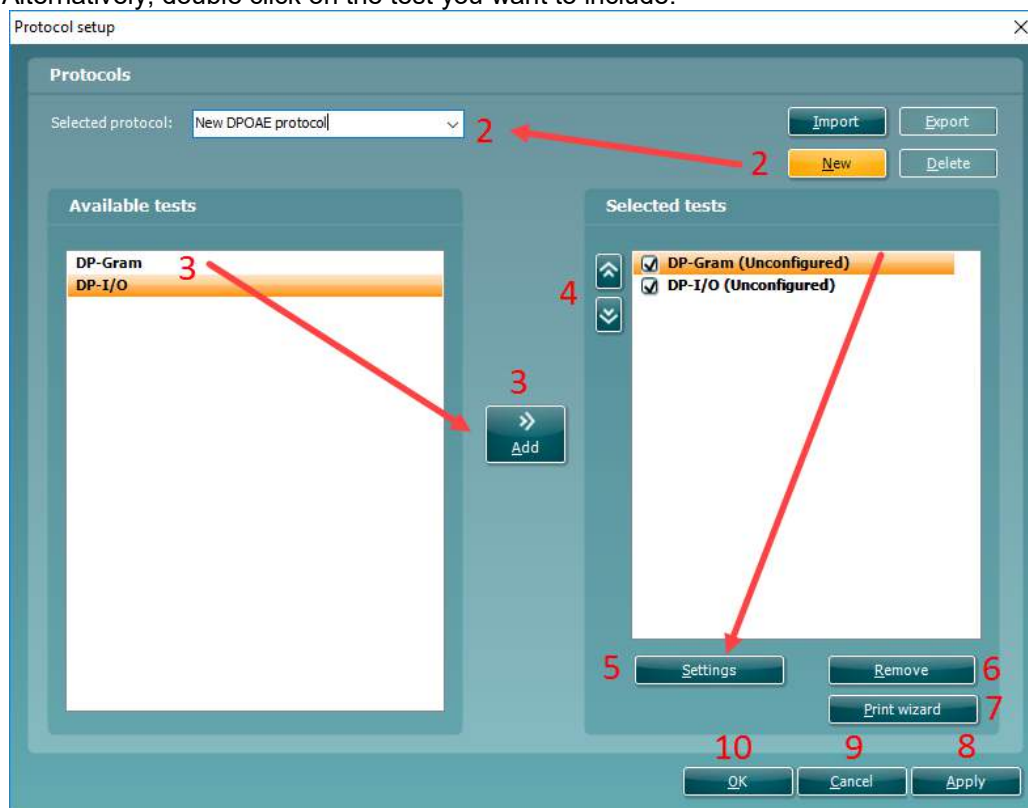 Alternatively, double click on the test you want to include.
Protocol setup
Protocols
Selected protocol: New DPOAE protocol 2
Import Export
2 New Delete
Available tests
DP-Gram
3
DP-I/O
3
Add
Selected tests
4
DP-Gram (Unconfigured)
DP-I/O (Unconfigured)
5 Settings Remove 6
Print wizard 7
10 9 8
OK Cancel Apply